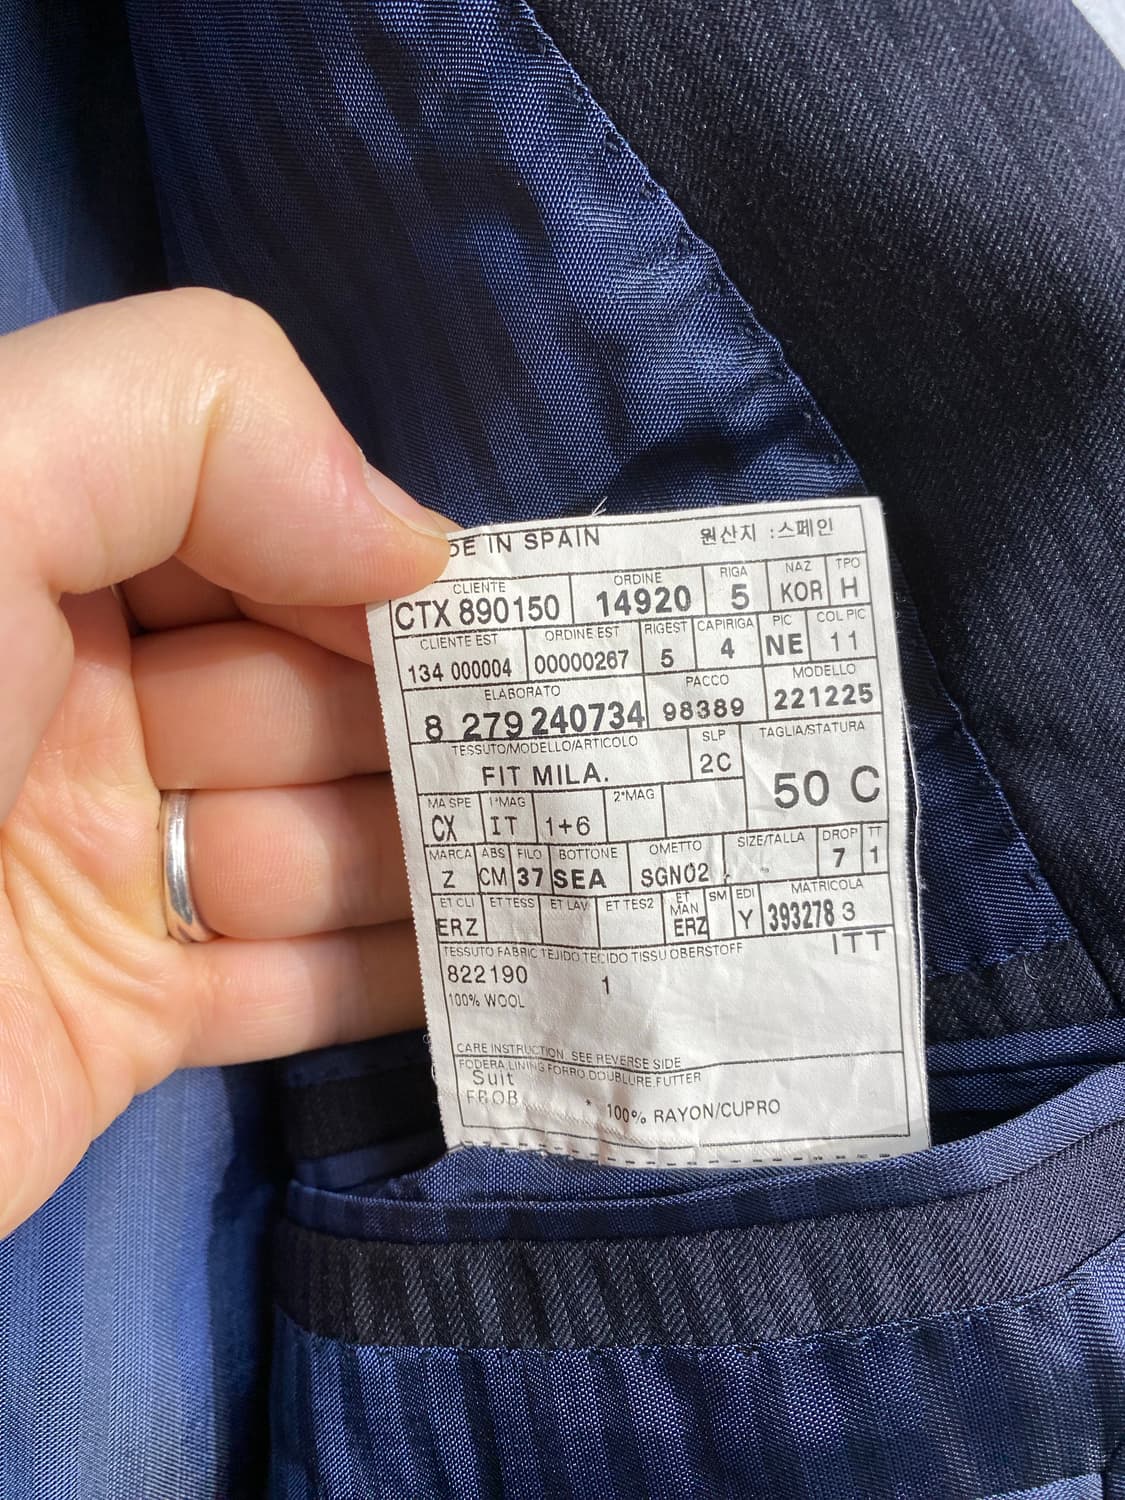 DE IN SPAIN 원산지 :스페인
CLIENTE ORDINE RIGA NAZ TPO
CTX 890150 14920 5 KOR H
CLIENTE EST ORDINE EST RIGEST CAPIRIGA PIC COL PIC
134 000004 00000267 5 4 NE 11
ELABORATO PACCO MODELLO
8 279 240734 98389 221225
TESSUTO/MODELLO/ARTICOLO SLP TAGLIA/STATURA
FIT MILA. 2C 50 C
MA SPE 1°MAG 2°MAG
CX IT 1+6
MARCA ABS FILO BOTTONE OMETTO SIZE/TALLA DROP TT
Z CM 37 SEA SGN02 7 1
ET CLI ET TESS ET LAV ET TES2 ET MAN SM EDI MATRICOLA
ERZ ERZ Y 393278 3
TESSUTO FABRIC TEJIDO TECIDO TISSU OBERSTOFF ITT
822190 1
100% WOOL
CARE INSTRUCTION SEE REVERSE SIDE
FODERA LINING FORRO DOUBLURE FUTTER
Suit
* 100% RAYON/CUPRO